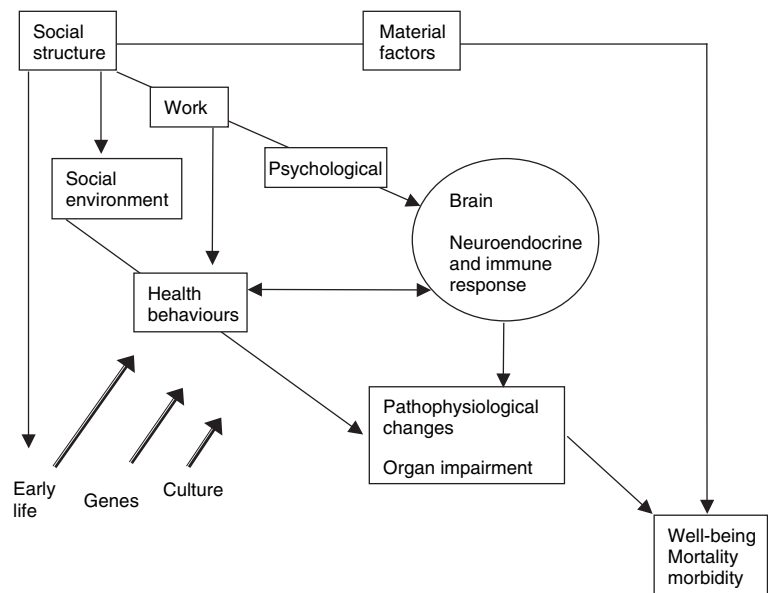 Social
structure
Material
factors
Work
Psychological
Social
environment
Brain
Neuroendocrine
and immune
response
Health
behaviours
Pathophysiological
changes
Organ impairment
Early
life
Genes
Culture
Well-being
Mortality
morbidity